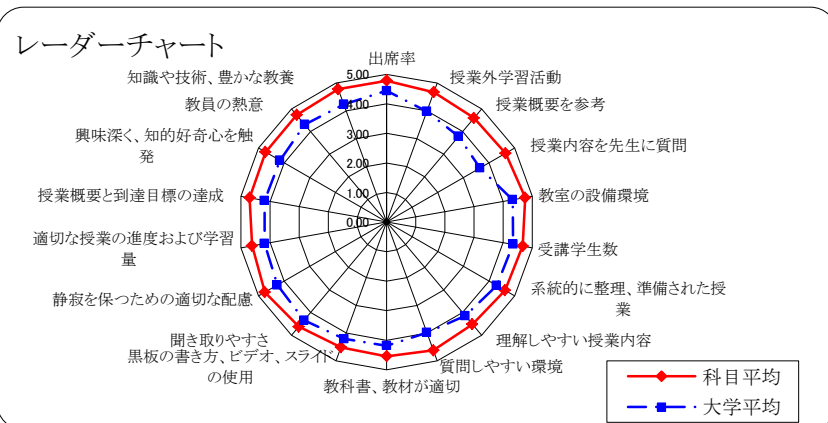 レーダーチャート
出席率
授業外学習活動
授業概要を参考
授業内容を先生に質問
教室の設備環境
受講学生数
系統的に整理、準備された授
業
理解しやすい授業内容
質問しやすい環境
教科書、教材が適切
黒板の書き方、ビデオ、スライド
の使用
聞き取りやすさ
静寂を保つための適切な配慮
適切な授業の進度および学習
量
授業概要と到達目標の達成
興味深く、知的好奇心を触
発
教員の熱意
知識や技術、豊かな教養
5.00
4.00
3.00
2.00
1.00
0.00
科目平均
大学平均